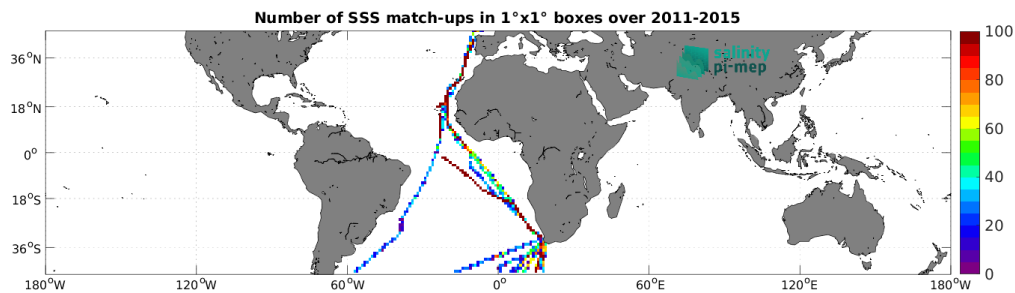 Number of SSS match-ups in 1°x1° boxes over 2011-2015
100
36°N
salinity
pi-mep
80
18°N
60
0°
40
18°S
20
36°S
0
180°W 120°W 60°W 0° 60°E 120°E 180°W